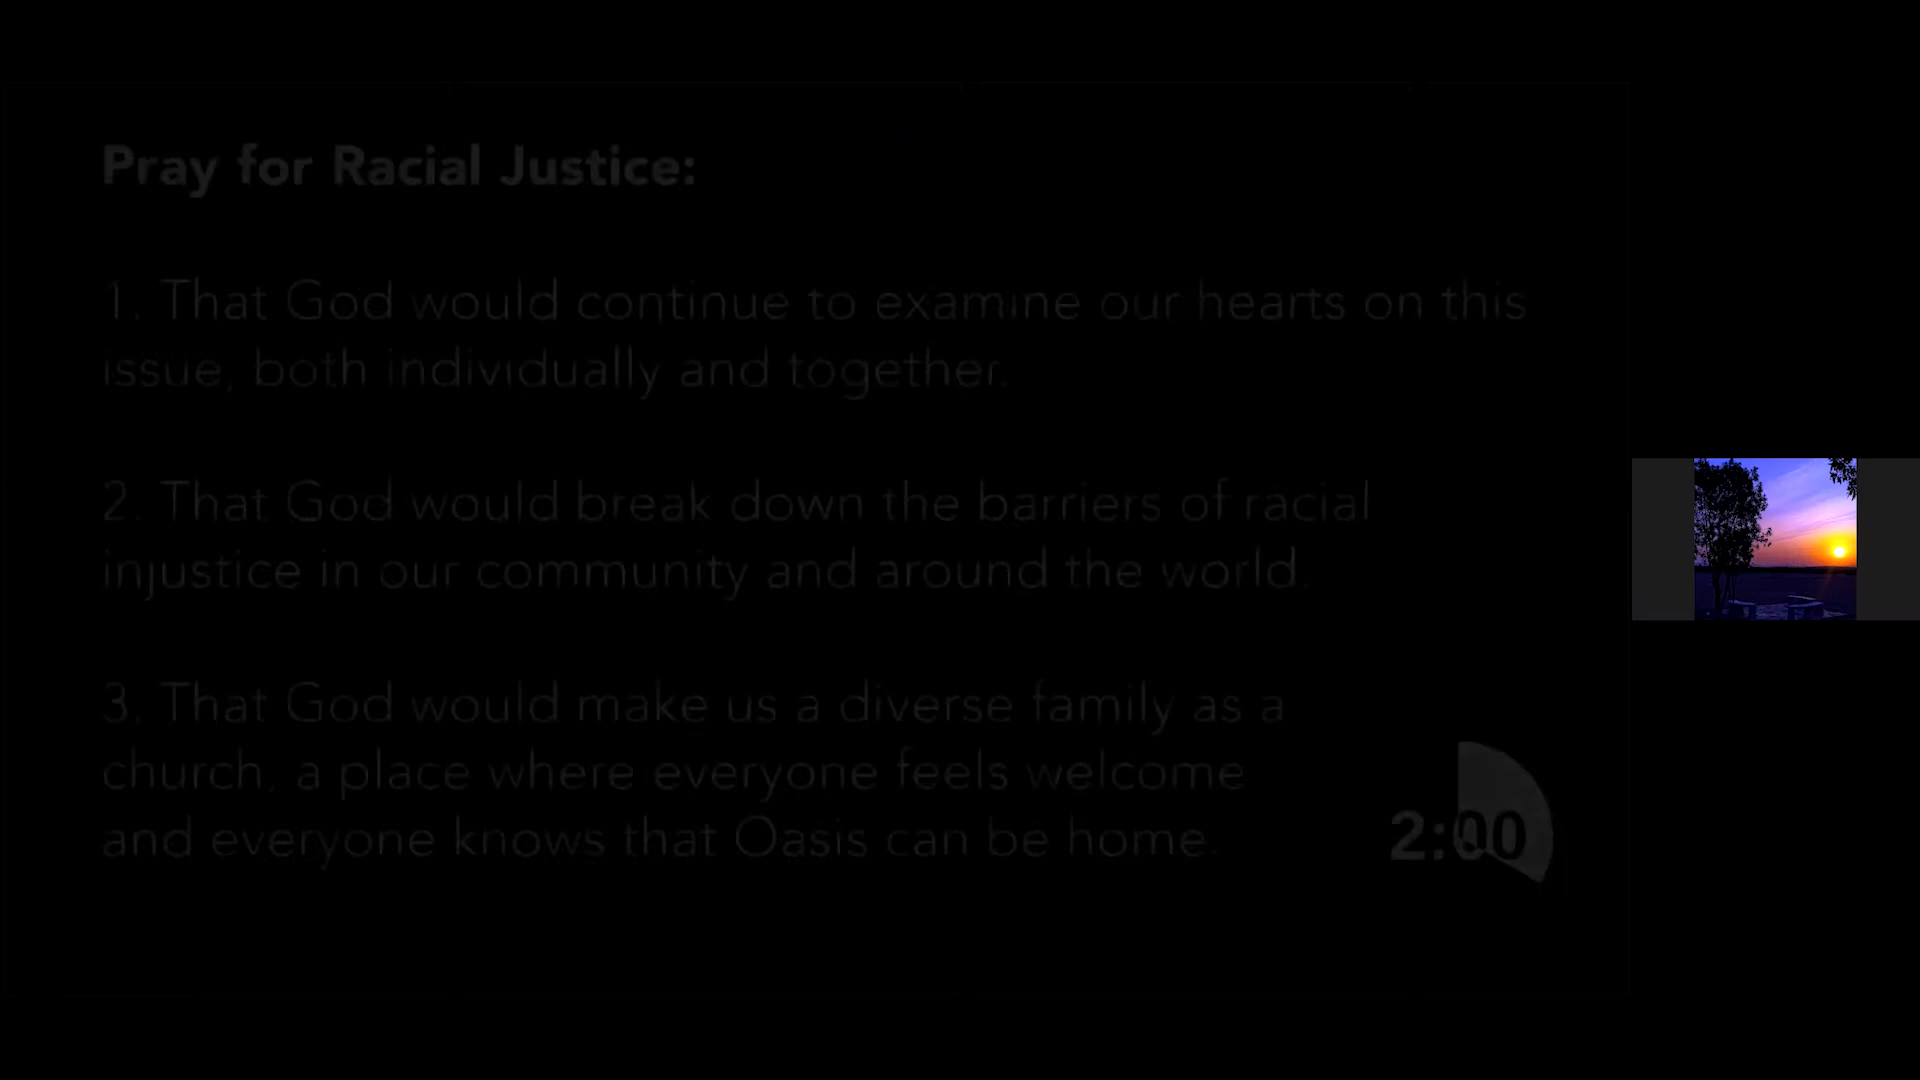 Pray for Racial Justice:
1. That God would continue to examine our hearts on this
issue, both individually and together.
2. That God would break down the barriers of racial
injustice in our community and around the world.
3. That God would make us a diverse family as a
church, a place where everyone feels welcome
and everyone knows that Oasis can be home.
2:00